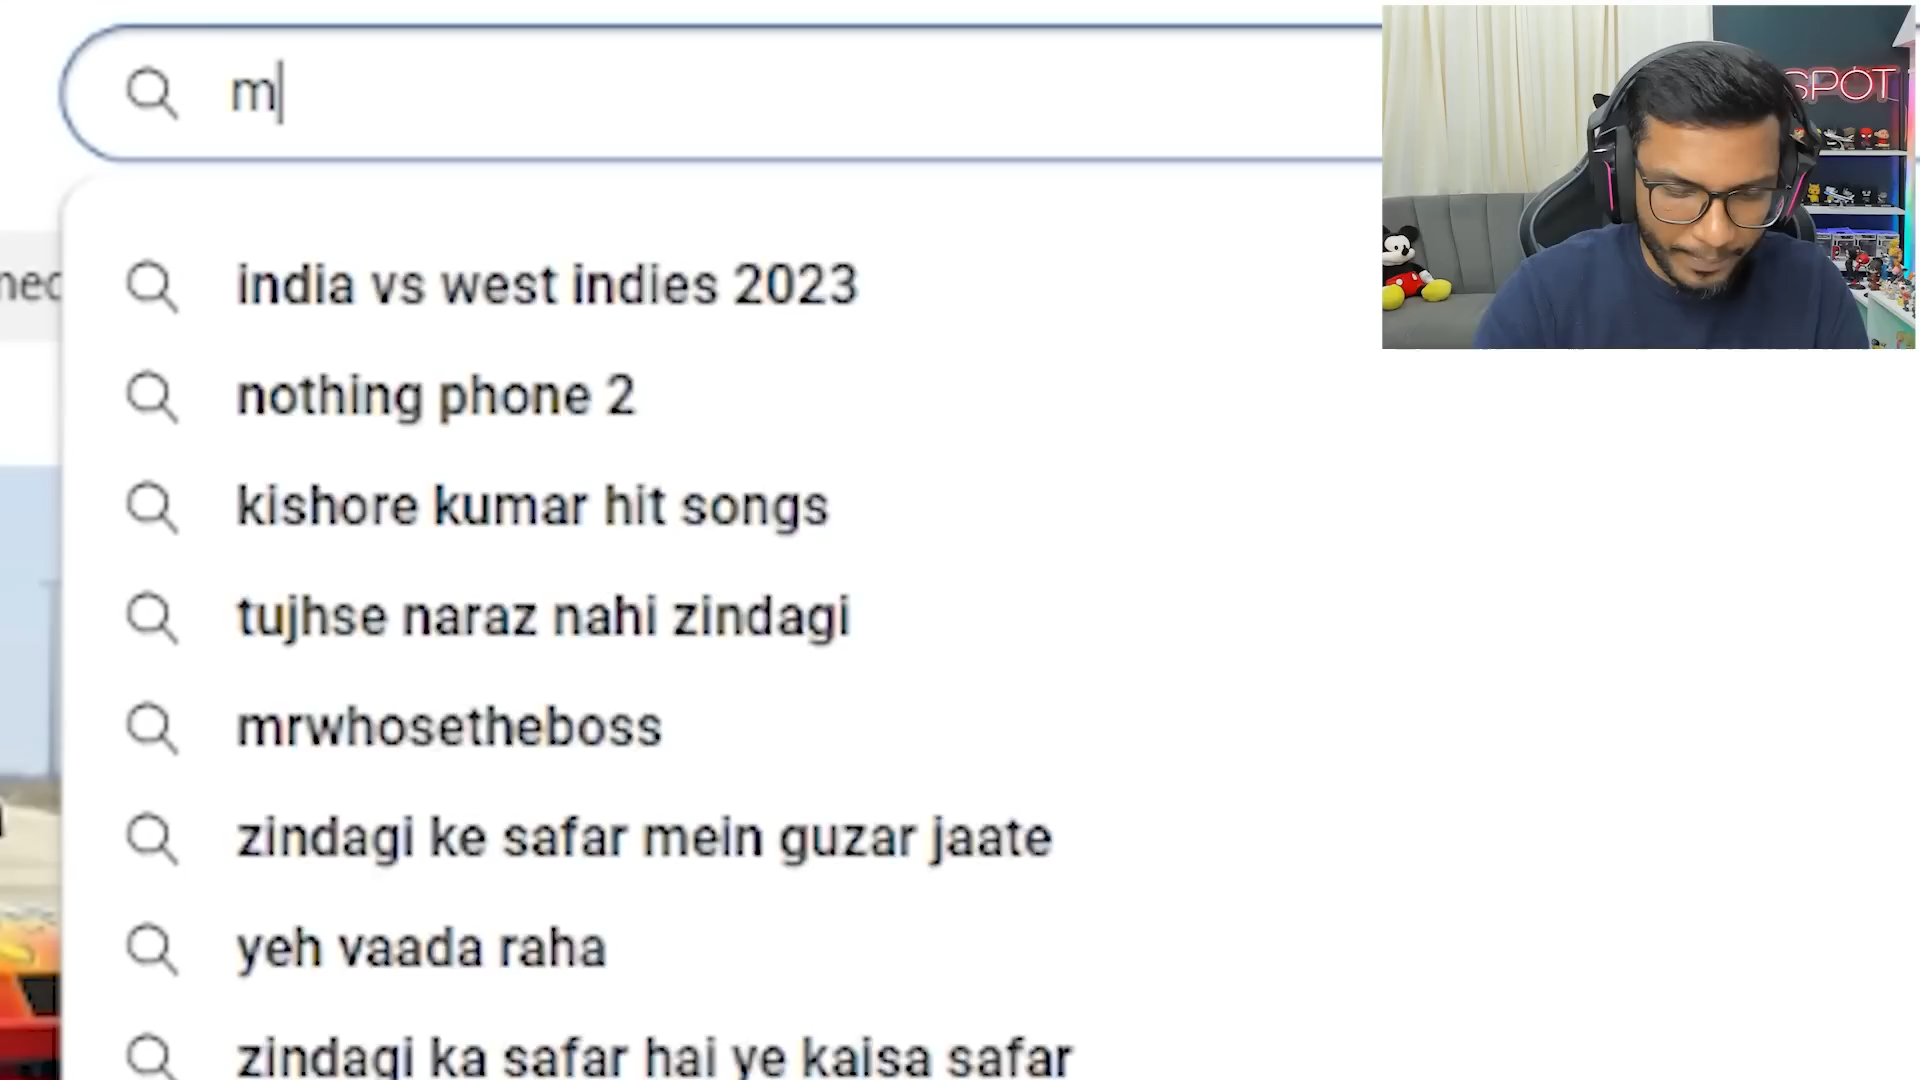 m
india vs west indies 2023
nothing phone 2
kishore kumar hit songs
tujhse naraz nahi zindagi
mrwhosetheboss
zindagi ke safar mein guzar jaate
yeh vaada raha
zindagi ka safar hai ye kaisa safar
SPOT